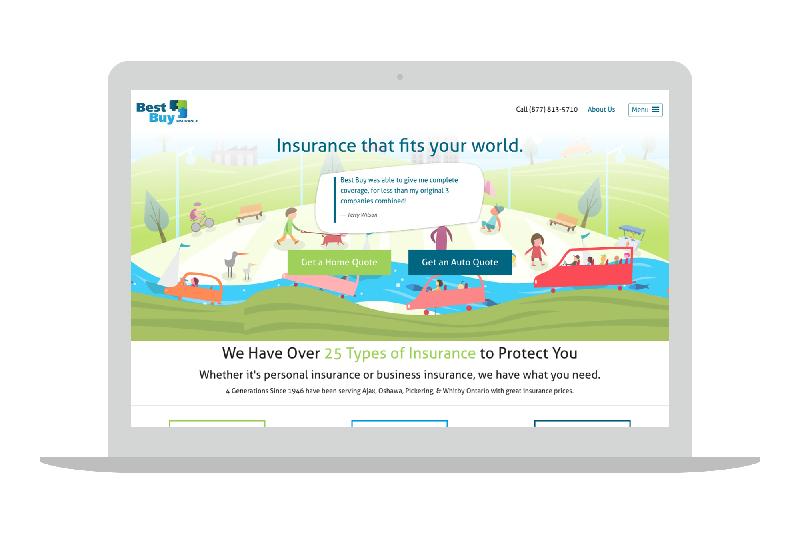 Best
Buy
INSURANCE
Call (877) 813-5710 About Us Menu
Insurance that fits your world.
Best Buy was able to give me complete
coverage, for less than my original 3
companies combined!
— Terry Wilson
Get a Home Quote Get an Auto Quote
We Have Over 25 Types of Insurance to Protect You
Whether it's personal insurance or business insurance, we have what you need.
4 Generations Since 1946 have been serving Ajax, Oshawa, Pickering, & Whitby Ontario with great insurance prices.